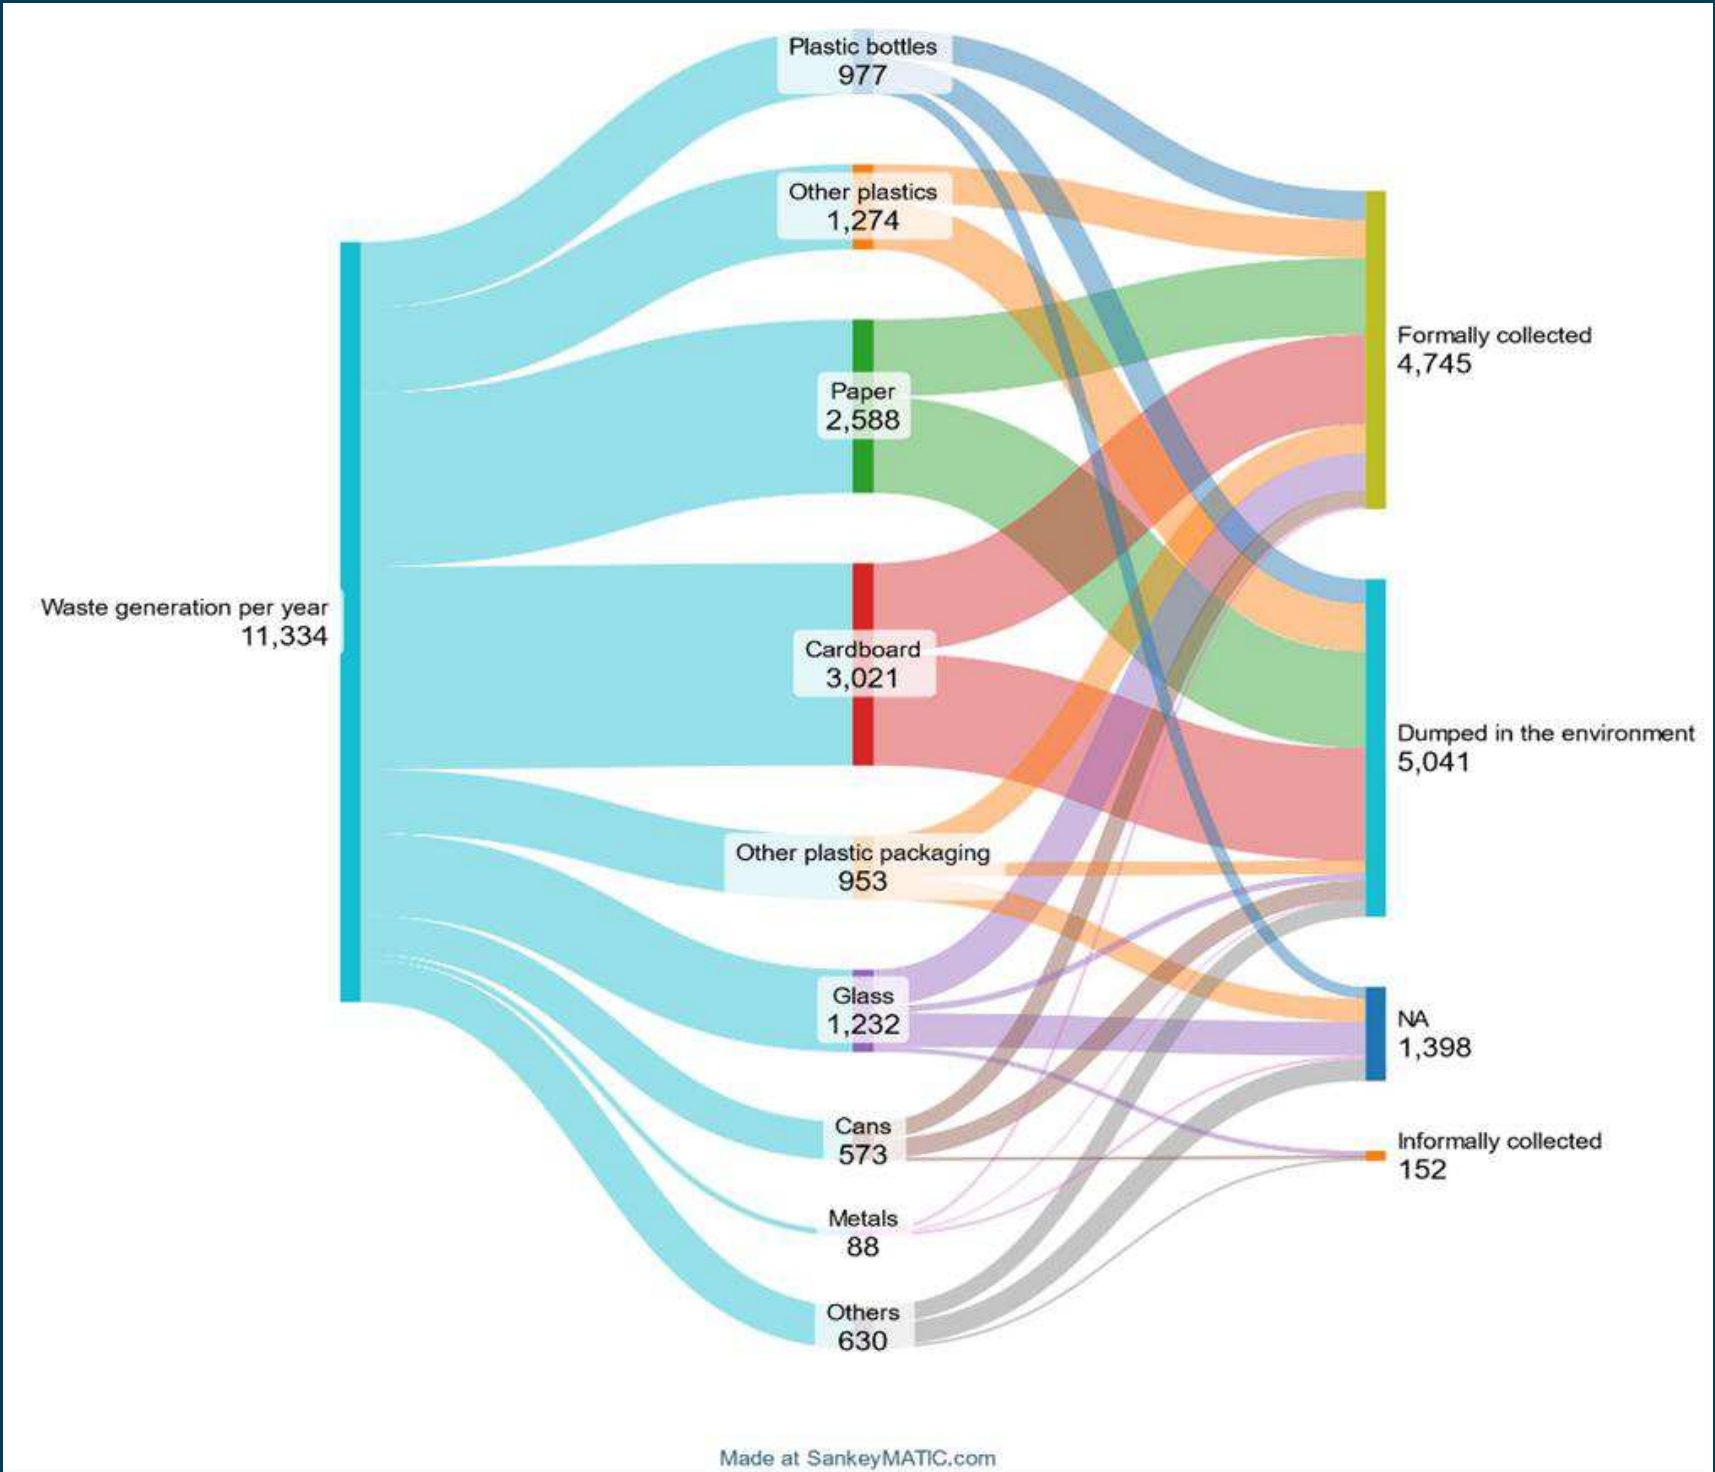 Plastic bottles
977
Other plastics
1,274
Paper
2,588
Cardboard
3,021
Other plastic packaging
953
Glass
1,232
Cans
573
Metals
88
Others
630
Waste generation per year
11,334
Formally collected
4,745
Dumped in the environment
5,041
NA
1,398
Informally collected
152
Made at SankeyMATIC.com